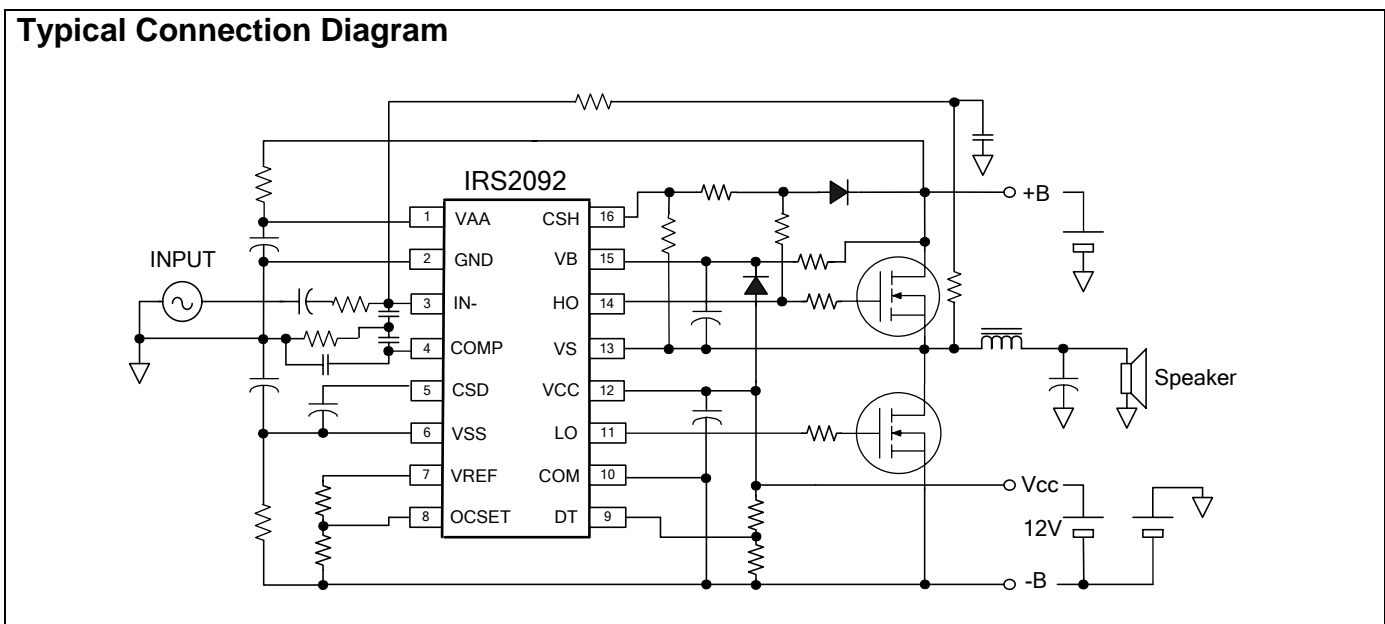 Typical Connection Diagram
IRS2092
INPUT
1 VAA
2 GND
3 IN-
4 COMP
5 CSD
6 VSS
7 VREF
8 OCSET
CSH 16
VB 15
HO 14
VS 13
VCC 12
LO 11
COM 10
DT 9
+B
Speaker
Vcc
12V
-B